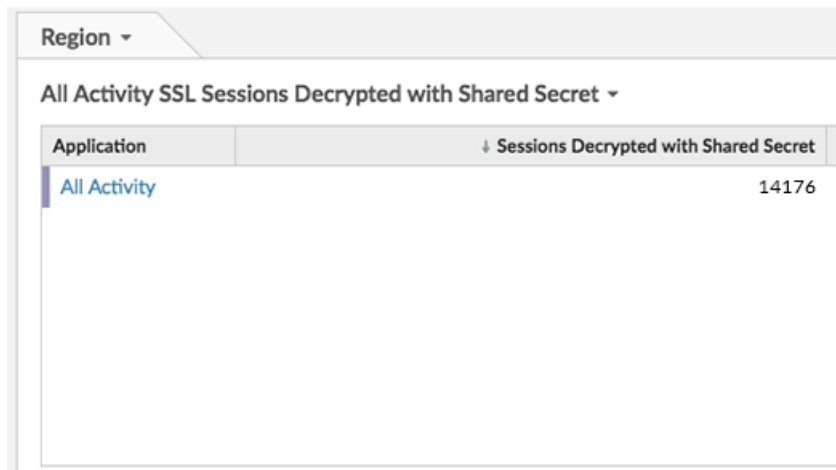 Region
All Activity SSL Sessions Decrypted with Shared Secret
Application ↓ Sessions Decrypted with Shared Secret
All Activity 14176